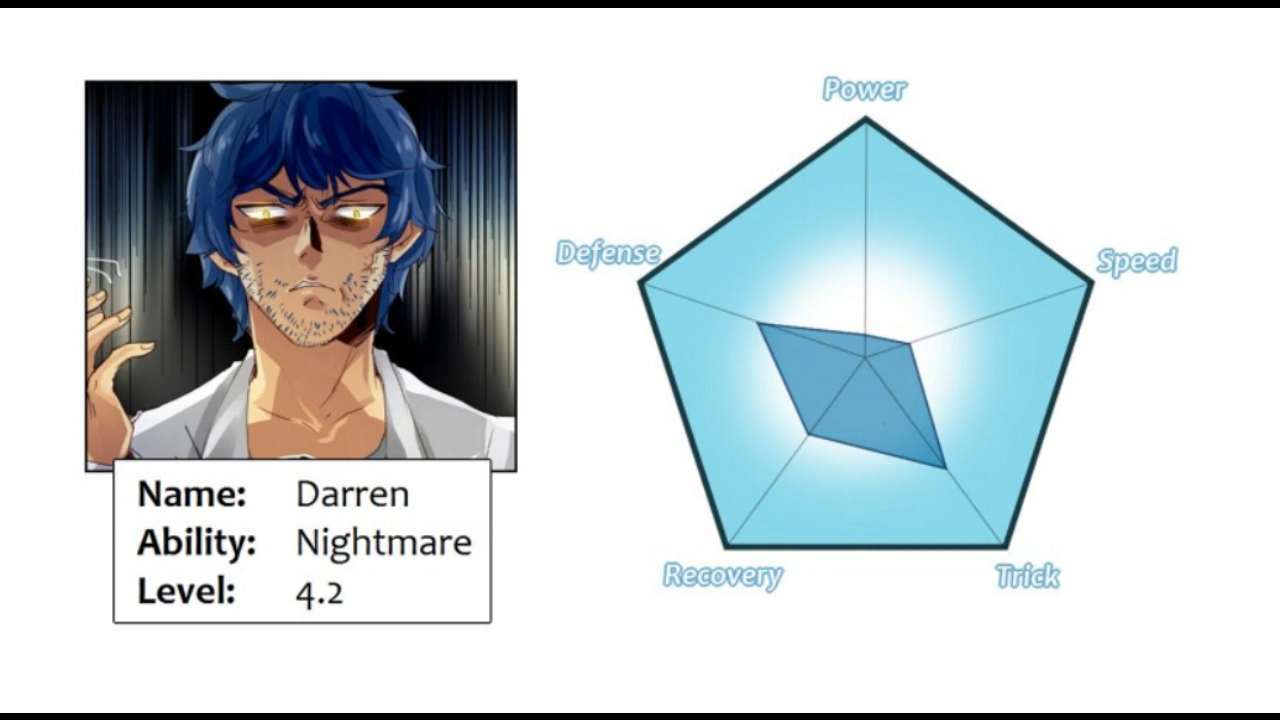 Name: Darren
Ability: Nightmare
Level: 4.2
Power
Defense
Speed
Recovery
Trick